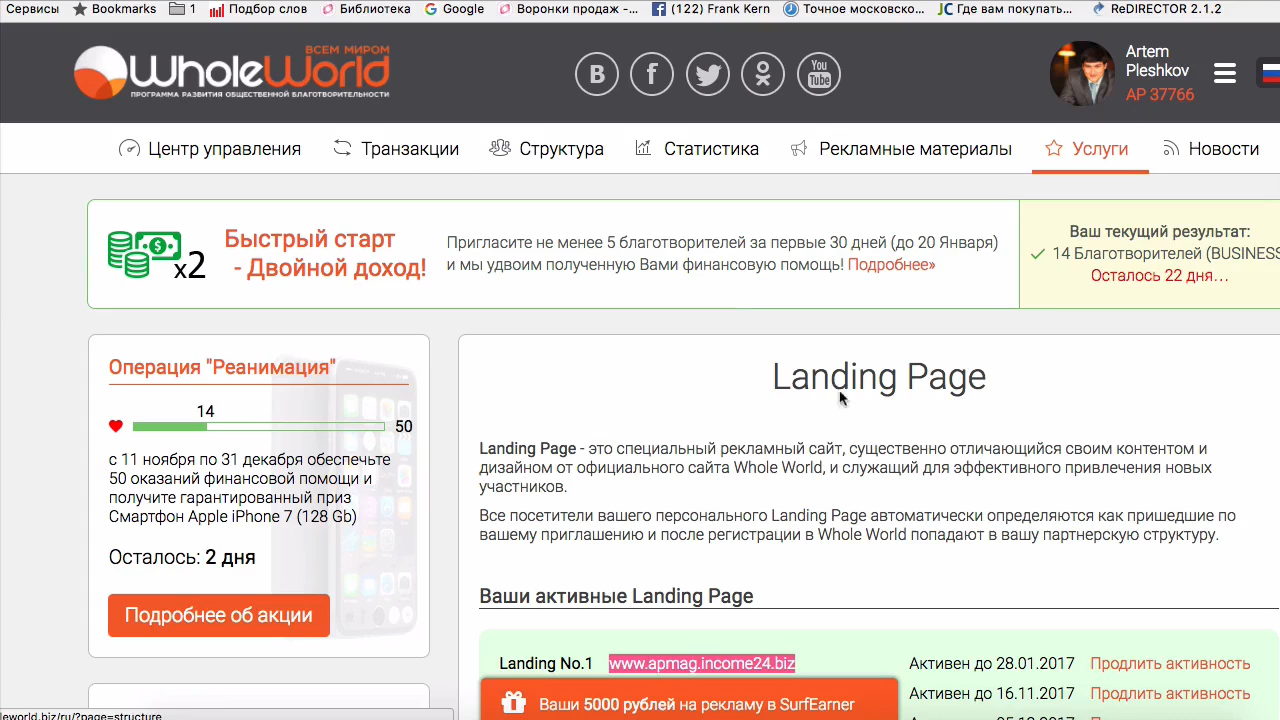 Сервисы Bookmarks 1 Подбор слов Библиотека Google Воронки продаж -... (122) Frank Kern Точное московско... Где вам покупать... ReDIRECTOR 2.1.2
ВСЕМ МИРОМ
WholeWorld
ПРОГРАММА РАЗВИТИЯ ОБЩЕСТВЕННОЙ БЛАГОТВОРИТЕЛЬНОСТИ
B f You Tube
Artem
Pleshkov
AP 37766
Центр управления Транзакции Структура Статистика Рекламные материалы Услуги Новости
x2
Быстрый старт
- Двойной доход!
Пригласите не менее 5 благотворителей за первые 30 дней (до 20 Января)
и мы удвоим полученную Вами финансовую помощь! Подробнее»
Ваш текущий результат:
14 Благотворителей (BUSINESS
Осталось 22 дня...
Операция "Реанимация"
14
50
с 11 ноября по 31 декабря обеспечьте
50 оказаний финансовой помощи и
получите гарантированный приз
Смартфон Apple iPhone 7 (128 Gb)
Осталось: 2 дня
Подробнее об акции
Landing Page
Landing Page - это специальный рекламный сайт, существенно отличающийся своим контентом и
дизайном от официального сайта Whole World, и служащий для эффективного привлечения новых
участников.
Все посетители вашего персонального Landing Page автоматически определяются как пришедшие по
вашему приглашению и после регистрации в Whole World попадают в вашу партнерскую структуру.
Ваши активные Landing Page
Landing No.1 www.apmag.income24.biz Активен до 28.01.2017 Продлить активность
Активен до 16.11.2017 Продлить активность
Ваши 5000 рублей на рекламу в SurfEarner
leworld.biz/ru/?page=structure